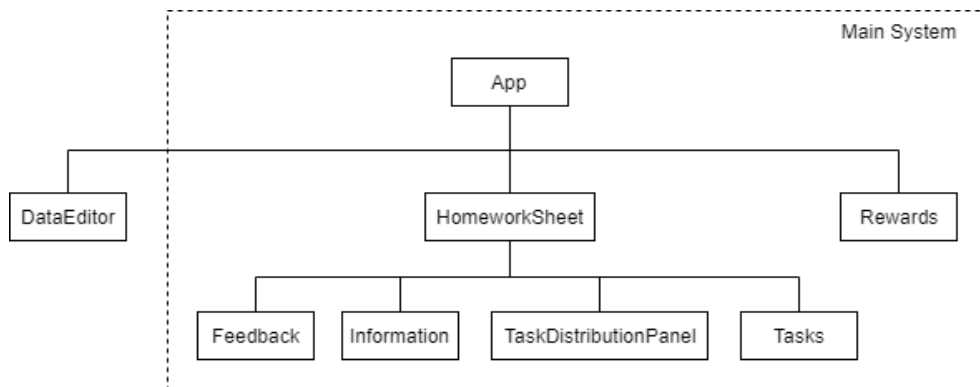 Main System
App
DataEditor
HomeworkSheet
Rewards
Feedback
Information
TaskDistributionPanel
Tasks